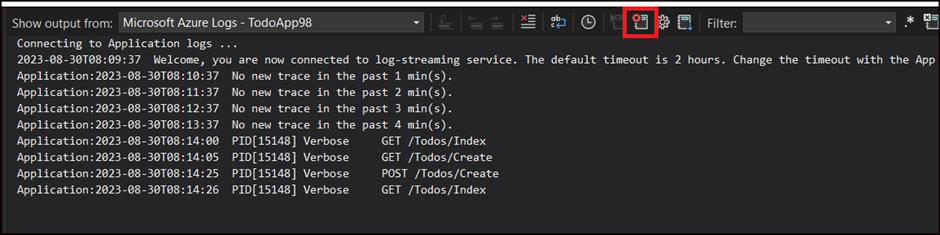 Show output from: Microsoft Azure Logs - TodoApp98 Filter:
Connecting to Application logs ...
2023-08-30T08:09:37  Welcome, you are now connected to log-streaming service. The default timeout is 2 hours. Change the timeout with the App
Application:2023-08-30T08:10:37  No new trace in the past 1 min(s).
Application:2023-08-30T08:11:37  No new trace in the past 2 min(s).
Application:2023-08-30T08:12:37  No new trace in the past 3 min(s).
Application:2023-08-30T08:13:37  No new trace in the past 4 min(s).
Application:2023-08-30T08:14:00  PID[15148] Verbose     GET /Todos/Index
Application:2023-08-30T08:14:05  PID[15148] Verbose     GET /Todos/Create
Application:2023-08-30T08:14:25  PID[15148] Verbose     POST /Todos/Create
Application:2023-08-30T08:14:26  PID[15148] Verbose     GET /Todos/Index